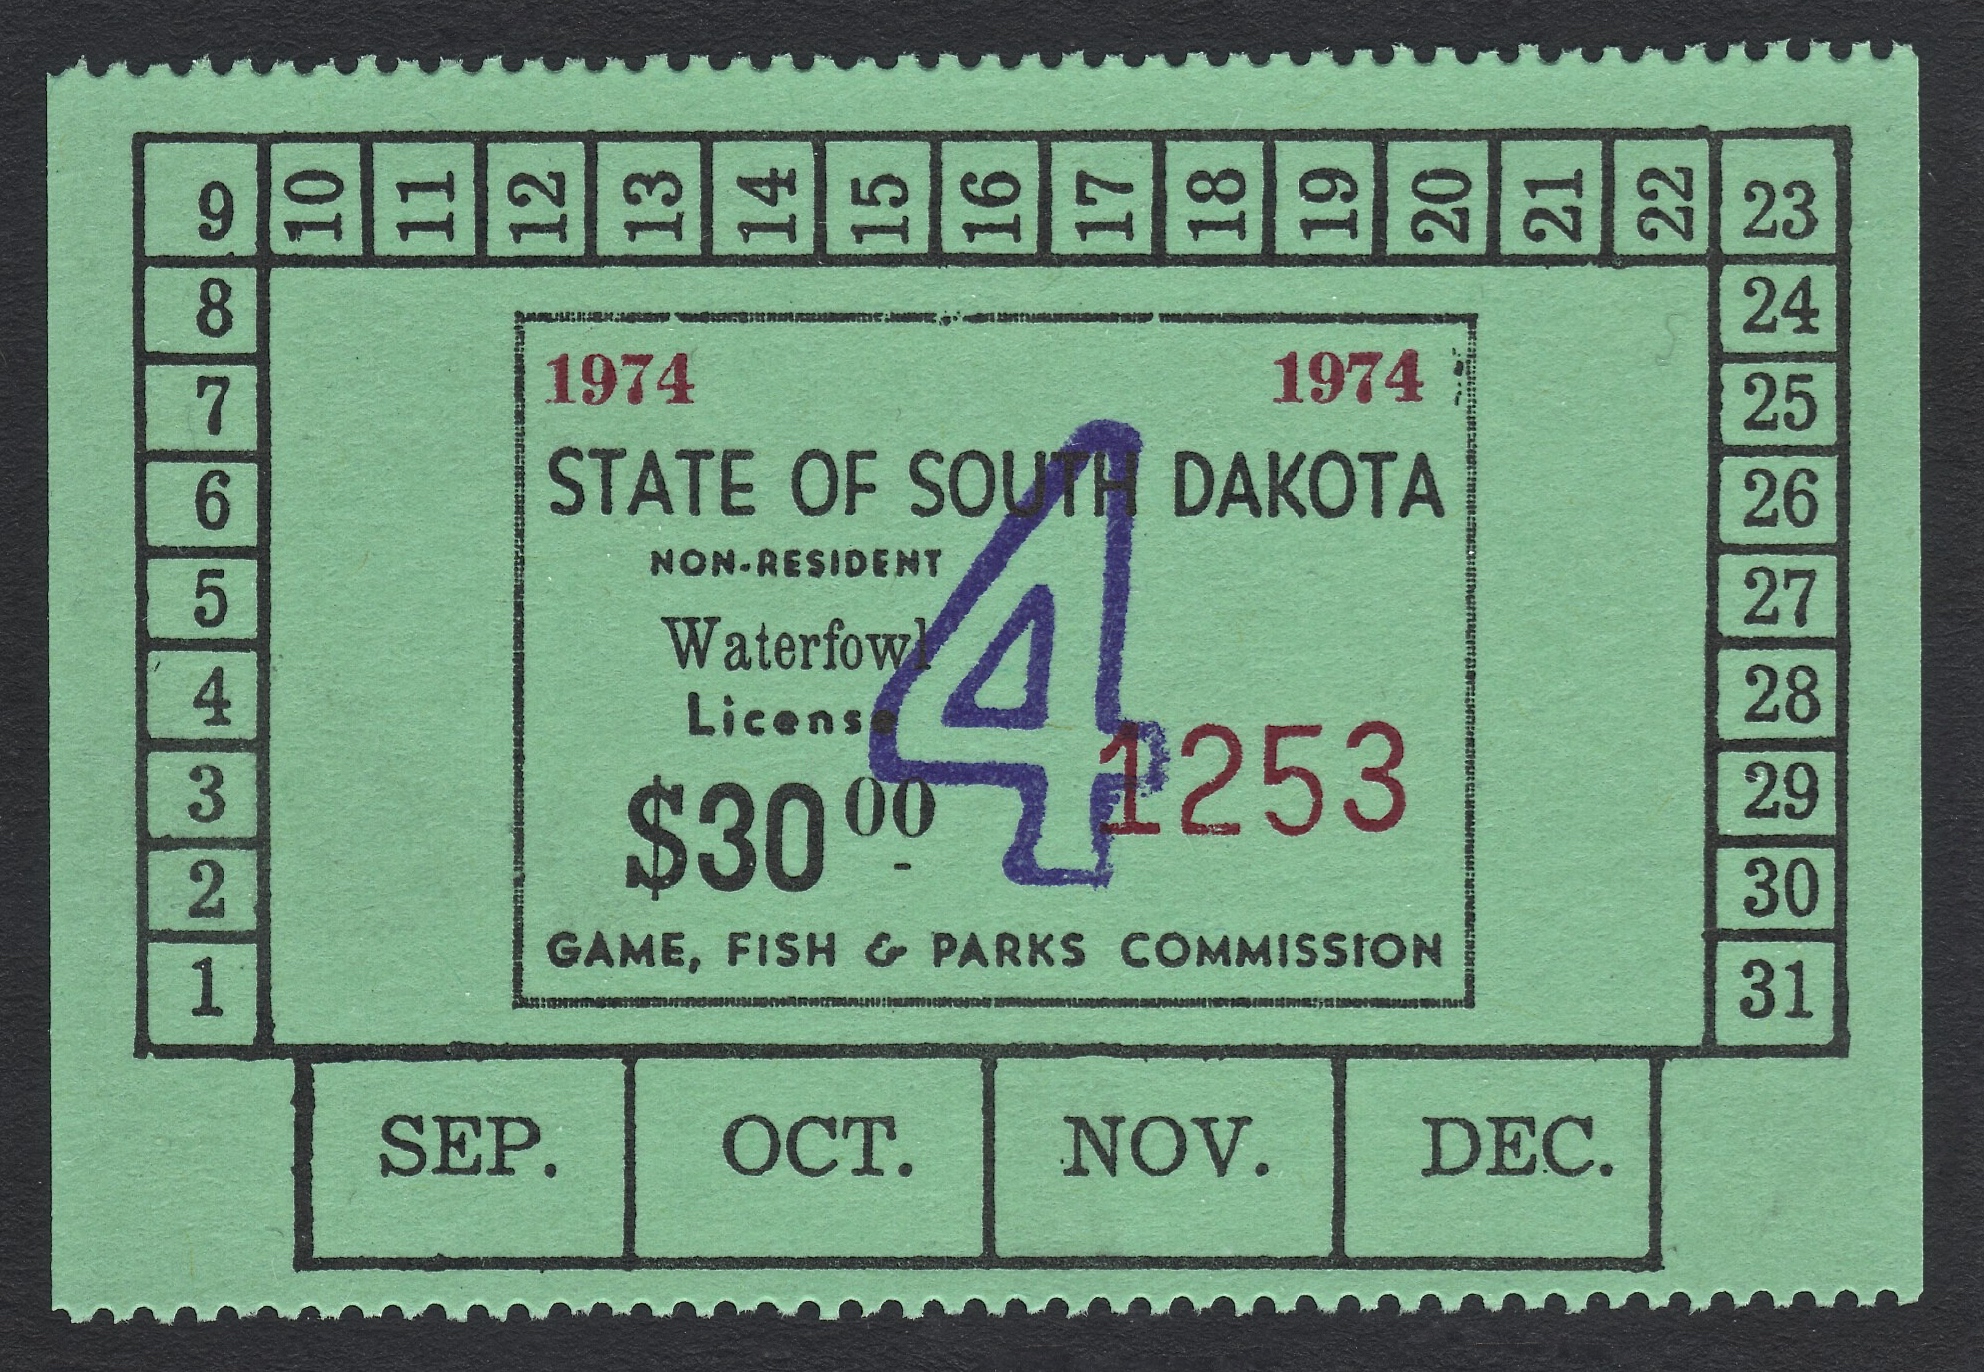 9 10 11 12 13 14 15 16 17 18 19 20 21 22 23
8 24
7 25
6 26
5 27
4 28
3 29
2 30
1 31
1974 1974
STATE OF SOUTH DAKOTA
NON-RESIDENT
Waterfowl
License
4
$30 00
1253
GAME, FISH & PARKS COMMISSION
SEP. OCT. NOV. DEC.